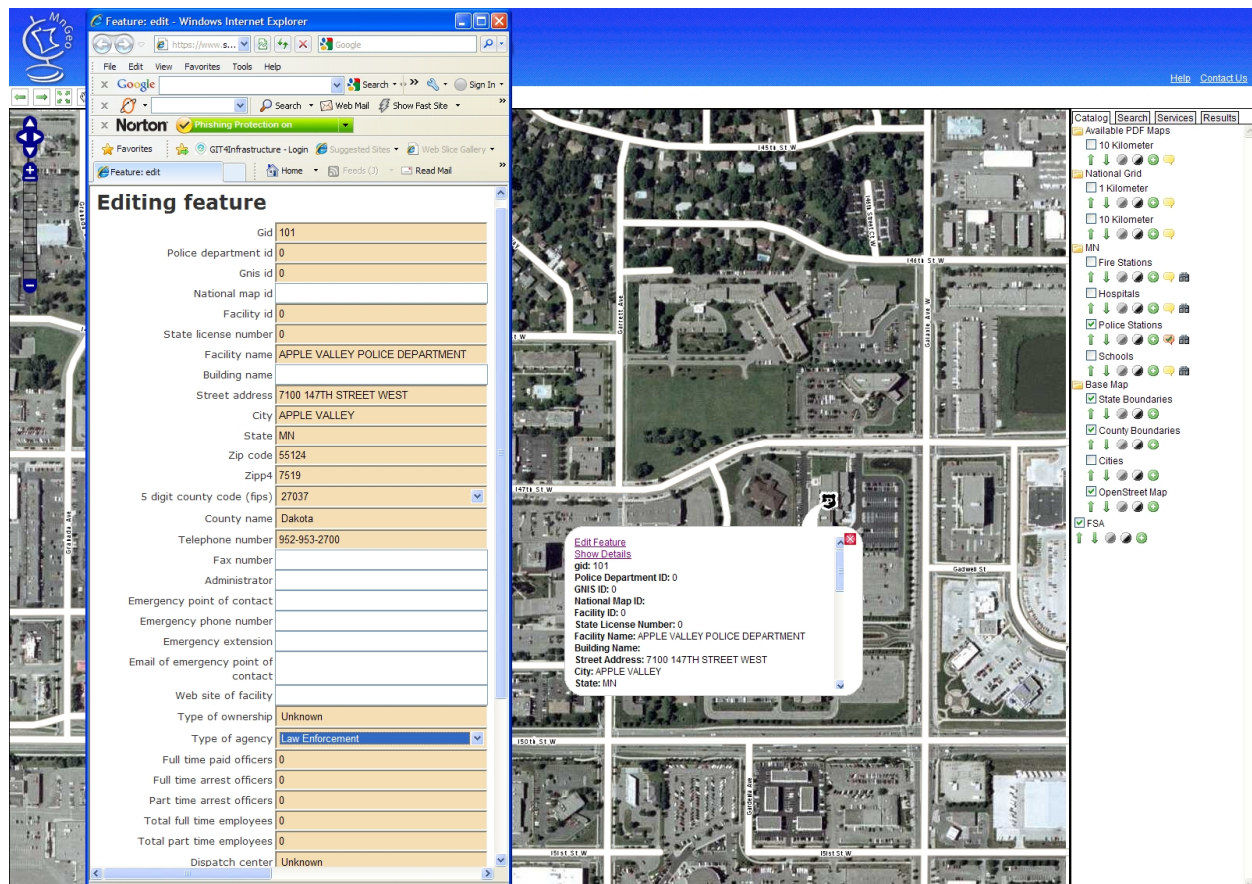 MnGeo
Feature: edit - Windows Internet Explorer
https://www.s...
Google
File Edit View Favorites Tools Help
x Google Search » Sign In
x Search Web Mail Show Fast Site »
x Norton Phishing Protection on
Favorites GIT4Infrastructure - Login Suggested Sites Web Slice Gallery
Feature: edit Home Feeds (J) Read Mail »
Editing feature
Gid 101
Police department id 0
Gnis id 0
National map id
Facility id 0
State license number 0
Facility name APPLE VALLEY POLICE DEPARTMENT
Building name
Street address 7100 147TH STREET WEST
City APPLE VALLEY
State MN
Zip code 55124
Zipp4 7519
5 digit county code (fips) 27037
County name Dakota
Telephone number 952-953-2700
Fax number
Administrator
Emergency point of contact
Emergency phone number
Emergency extension
Email of emergency point of
contact
Web site of facility
Type of ownership Unknown
Type of agency Law Enforcement
Full time paid officers 0
Full time arrest officers 0
Part time arrest officers 0
Total full time employees 0
Total part time employees 0
Dispatch center Unknown
Help Contact Us
145th St W
146th St W
Garrett Ave
Galaxie Ave W
147th St W
Granada Ave
P
Gadwell St
150th St W
Gardenia Ave
151st St W
151st St W
Edit Feature
Show Details
gid: 101
Police Department ID: 0
GNIS ID: 0
National Map ID:
Facility ID: 0
State License Number: 0
Facility Name: APPLE VALLEY POLICE DEPARTMENT
Building Name:
Street Address: 7100 147TH STREET WEST
City: APPLE VALLEY
State: MN
Catalog Search Services Results
Available PDF Maps
10 Kilometer
National Grid
1 Kilometer
10 Kilometer
MN
Fire Stations
Hospitals
Police Stations
Schools
Base Map
State Boundaries
County Boundaries
Cities
OpenStreet Map
FSA